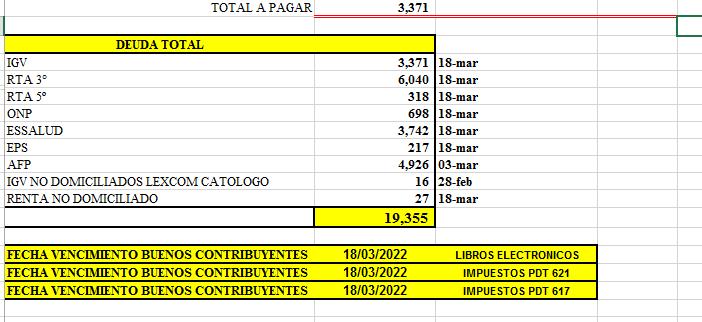 TOTAL A PAGAR 3,371
DEUDA TOTAL
IGV 3,371 18-mar
RTA 3° 6,040 18-mar
RTA 5º 318 18-mar
ONP 698 18-mar
ESSALUD 3,742 18-mar
EPS 217 18-mar
AFP 4,926 03-mar
IGV NO DOMICILIADOS LEXCOM CATOLOGO 16 28-feb
RENTA NO DOMICILIADO 27 18-mar
19,355
FECHA VENCIMIENTO BUENOS CONTRIBUYENTES 18/03/2022 LIBROS ELECTRONICOS
FECHA VENCIMIENTO BUENOS CONTRIBUYENTES 18/03/2022 IMPUESTOS PDT 621
FECHA VENCIMIENTO BUENOS CONTRIBUYENTES 18/03/2022 IMPUESTOS PDT 617